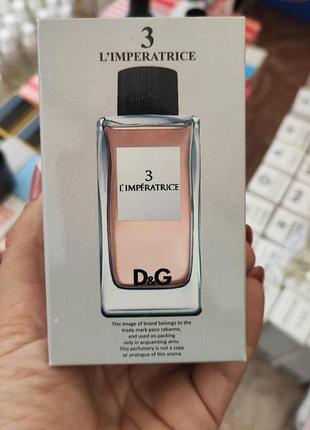 3
L'IMPERATRICE
3
L'IMPÉRATRICE
D&G
This image of brand belongs to the
trade mark paco rabanne,
and used on packing
only in acquainting aims.
This perfumery is not a copy
or analogue of this aroma